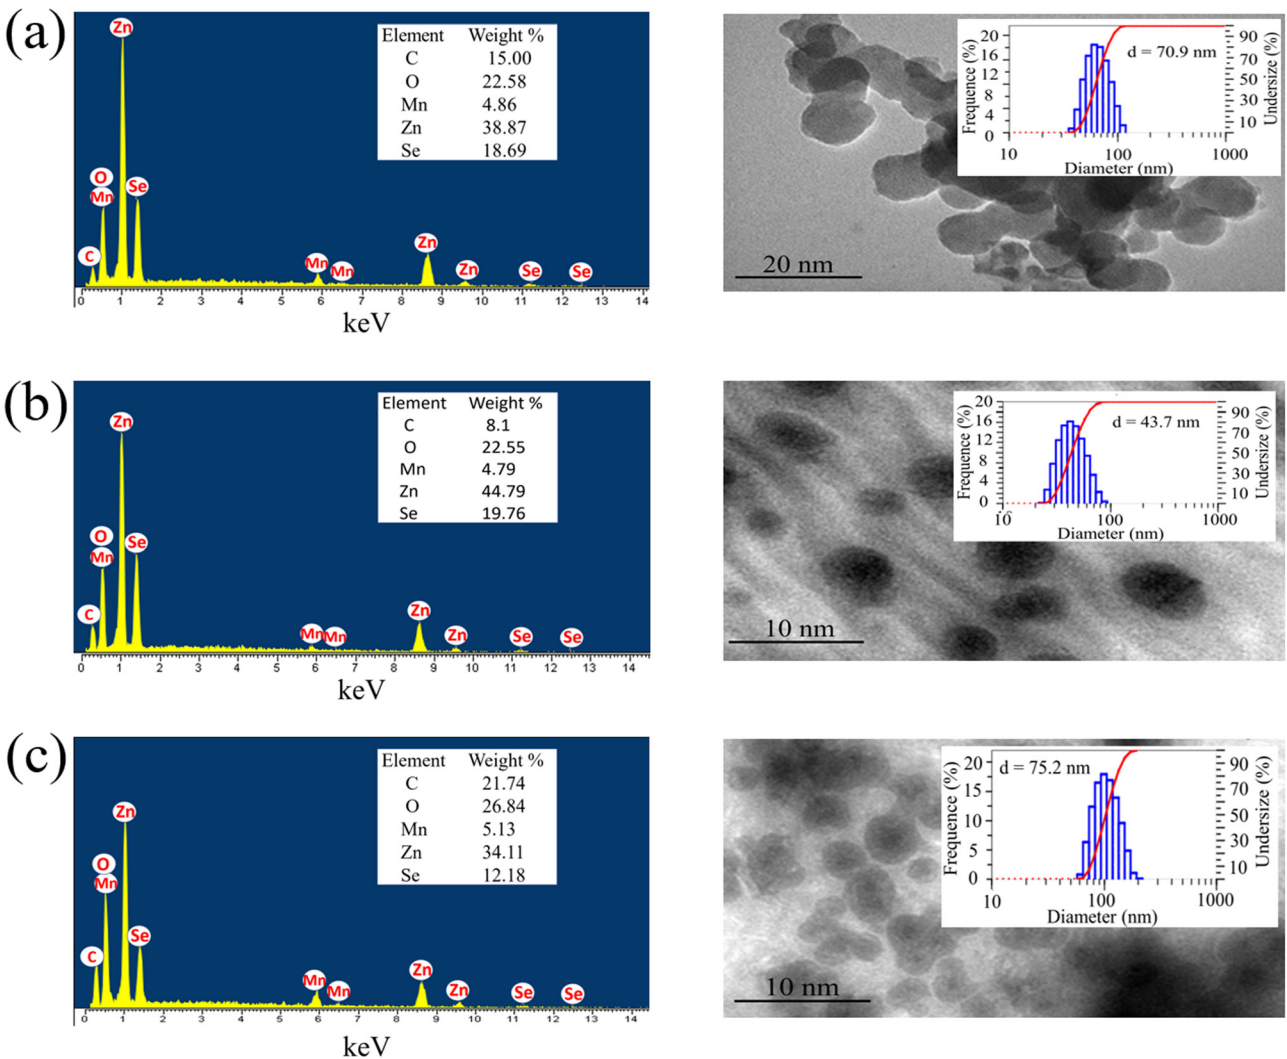 (a)
Zn
O
Mn
Se
C
Mn
Mn
Zn
Zn
Se
Se
Element Weight %
C 15.00
O 22.58
Mn 4.86
Zn 38.87
Se 18.69
0 1 2 3 4 5 6 7 8 9 10 11 12 13 14
keV
20 nm
d = 70.9 nm
Frequence (%)
20
16
12
8
4
0
Undersize (%)
90
70
50
30
10
10 100 1000
Diameter (nm)
(b)
Zn
O
Mn
Se
C
Mn
Mn
Zn
Zn
Se
Se
Element Weight %
C 8.1
O 22.55
Mn 4.79
Zn 44.79
Se 19.76
0 1 2 3 4 5 6 7 8 9 10 11 12 13 14
keV
10 nm
d = 43.7 nm
Frequence (%)
20
16
12
8
4
0
Undersize (%)
90
70
50
30
10
10 100 1000
Diameter (nm)
(c)
Zn
O
Mn
Se
C
Mn
Mn
Zn
Zn
Se
Se
Element Weight %
C 21.74
O 26.84
Mn 5.13
Zn 34.11
Se 12.18
0 1 2 3 4 5 6 7 8 9 10 11 12 13 14
keV
10 nm
d = 75.2 nm
Frequence (%)
20
15
10
5
0
Undersize (%)
90
70
50
30
10
10 100 1000
Diameter (nm)